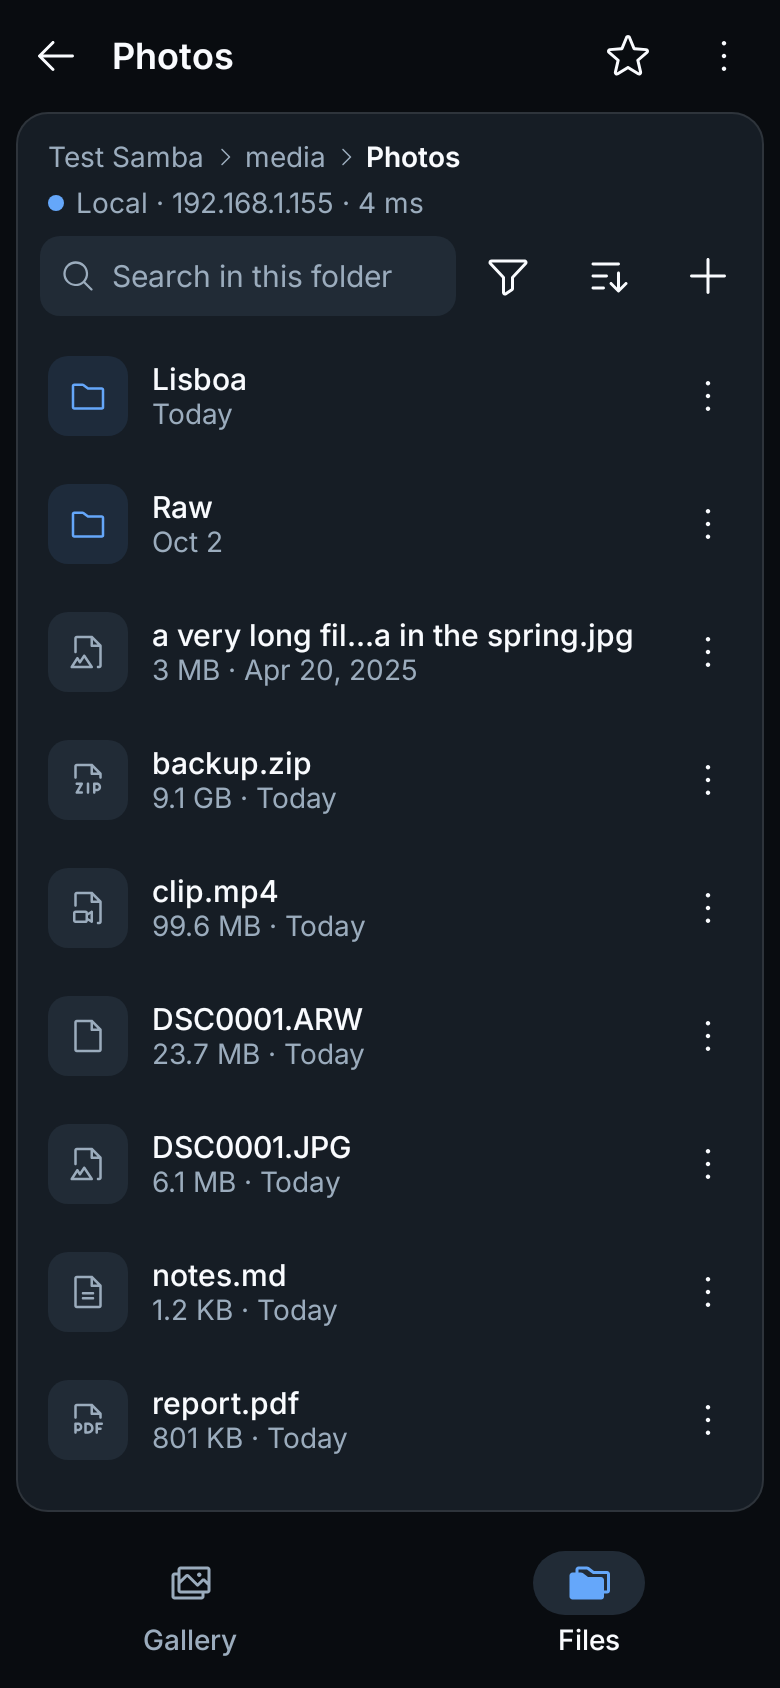 Photos
Test Samba > media > Photos
Local · 192.168.1.155 · 4 ms
Search in this folder
Lisboa
Today
Raw
Oct 2
a very long fil...a in the spring.jpg
3 MB · Apr 20, 2025
ZIP
backup.zip
9.1 GB · Today
clip.mp4
99.6 MB · Today
DSC0001.ARW
23.7 MB · Today
DSC0001.JPG
6.1 MB · Today
notes.md
1.2 KB · Today
PDF
report.pdf
801 KB · Today
Gallery
Files